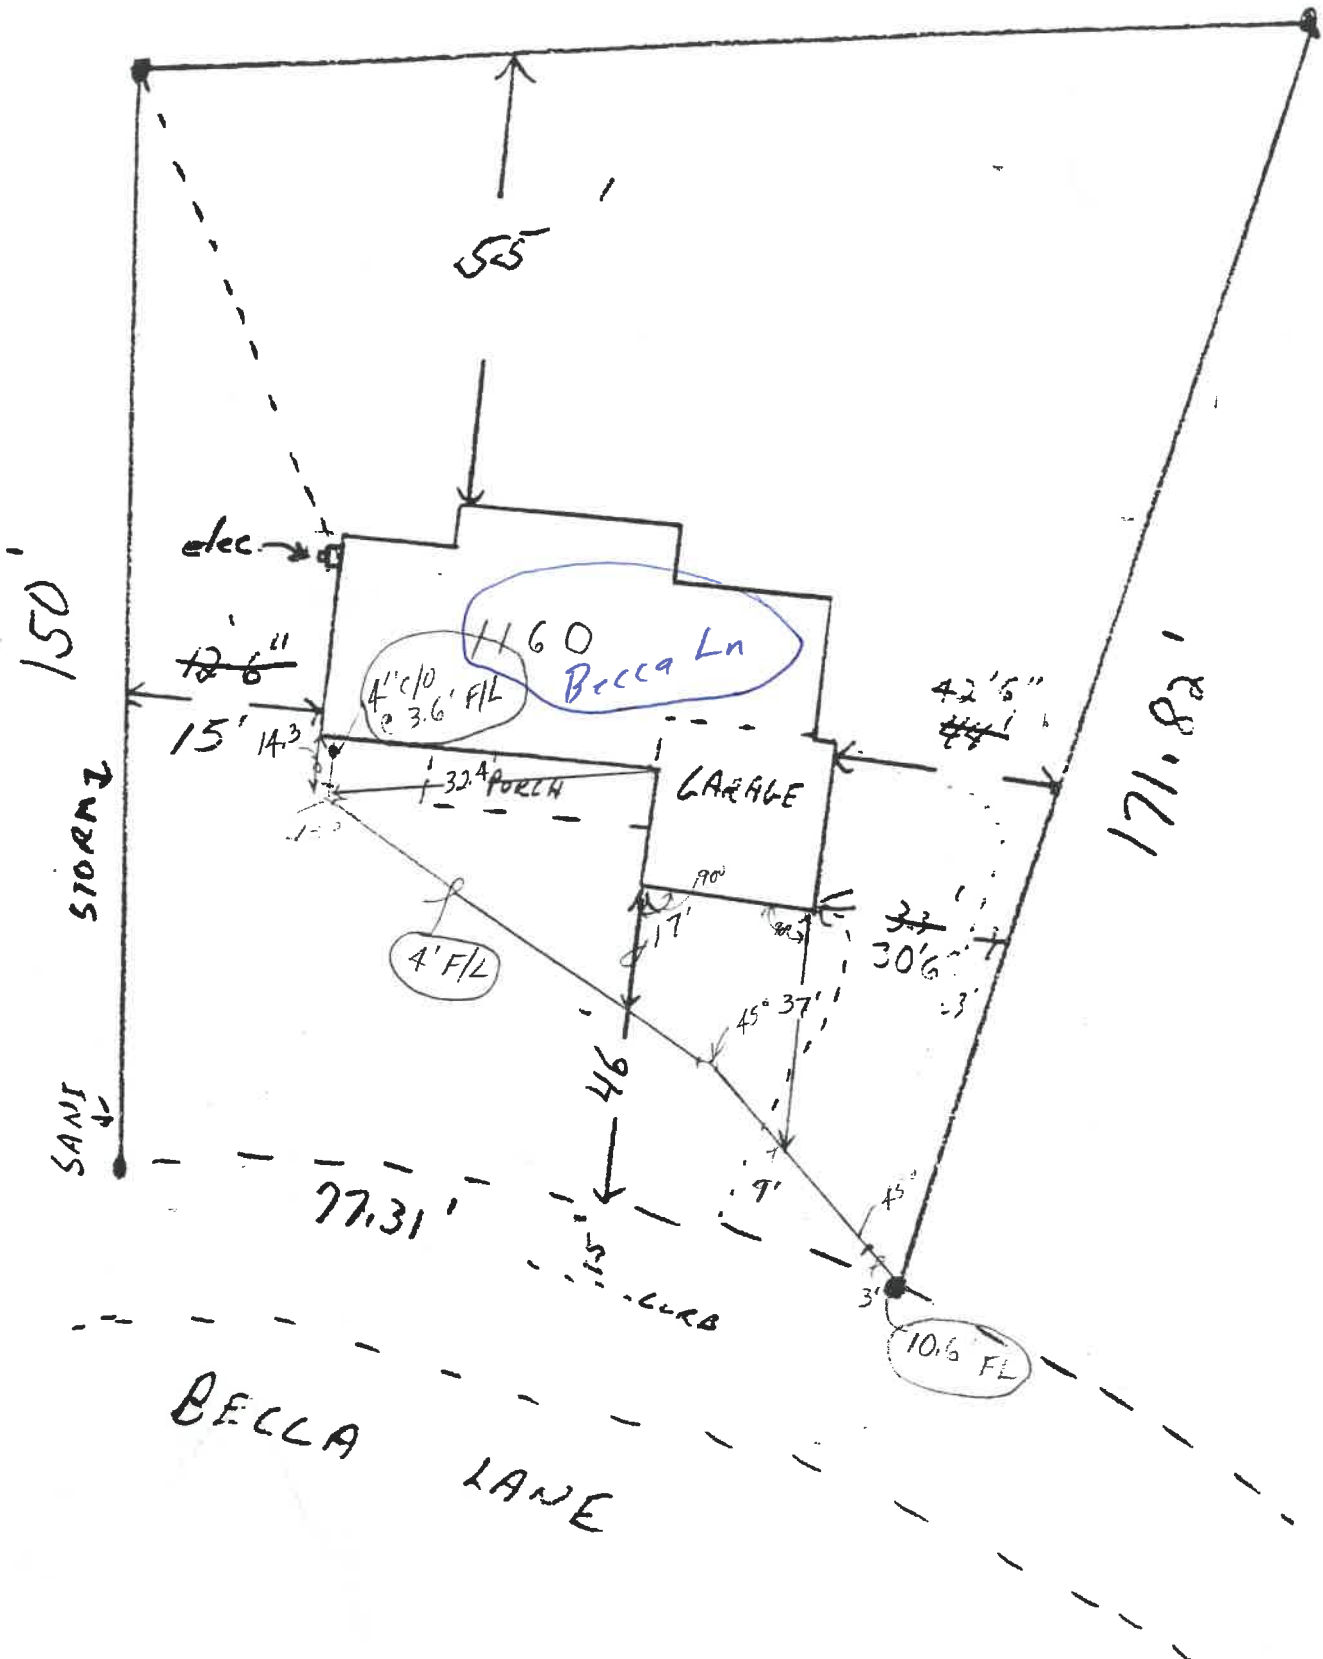 55'
elec.
150'
12'6"
15'
14.3
1160
Becca Ln
4" C/O
@ 3.6' F/L
42'6"
44'
171.82'
32.4'
PORCH
GARAGE
STORM
90°
17'
33'
30'6
4' F/L
45°
37'
-3'
46
SANI
77.31'
9'
45°
15'
CURB
3'
10.6 FL
BECCA
LANE